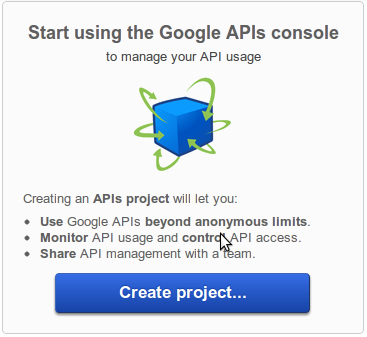 Start using the Google APIs console
to manage your API usage
Creating an APIs project will let you:
• Use Google APIs beyond anonymous limits.
• Monitor API usage and control API access.
• Share API management with a team.
Create project...